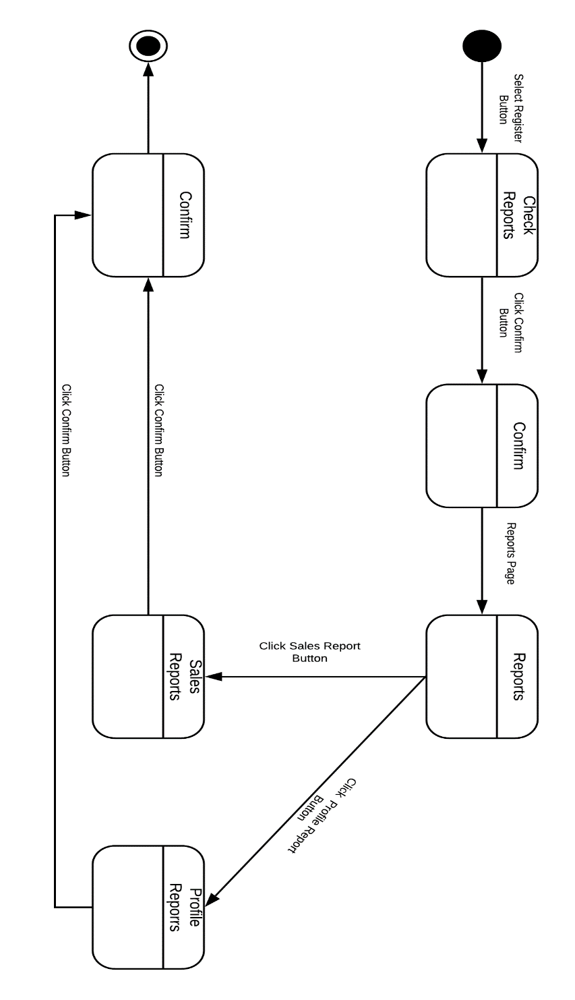 Select Register
Button
Check
Reports
Click Confirm
Button
Confirm
Reports Page
Reports
Click Sales Report
Button
Click  Profile Report
Button
Sales
Reports
Profile
Reporrs
Click Confirm Button
Click Confirm Button
Confirm